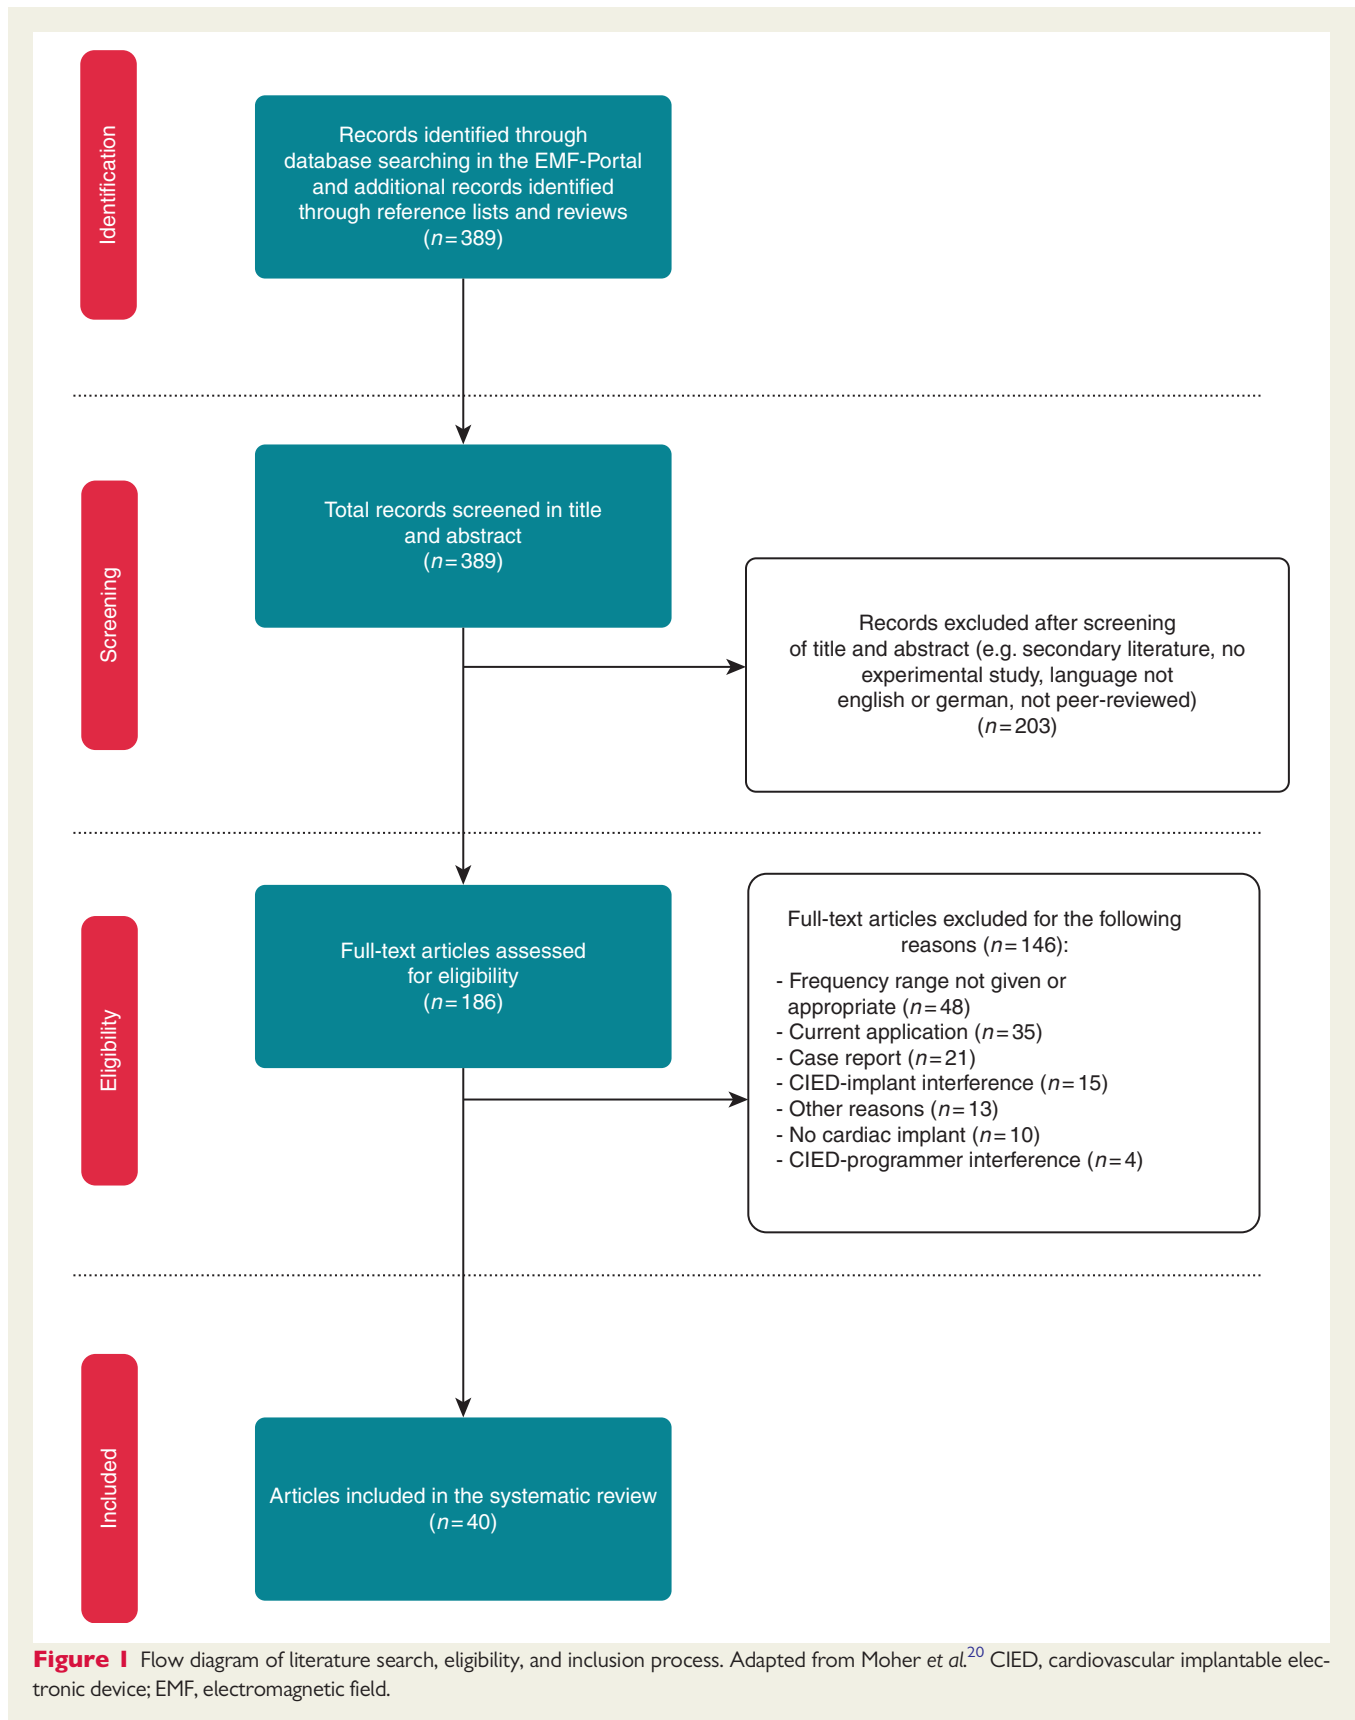 Identification
Records identified through
database searching in the EMF-Portal
and additional records identified
through reference lists and reviews
(n=389)
Screening
Total records screened in title
and abstract
(n=389)
Records excluded after screening
of title and abstract (e.g. secondary literature, no
experimental study, language not
english or german, not peer-reviewed)
(n=203)
Eligibility
Full-text articles assessed
for eligibility
(n=186)
Full-text articles excluded for the following
reasons (n=146):
- Frequency range not given or
appropriate (n=48)
- Current application (n=35)
- Case report (n=21)
- CIED-implant interference (n=15)
- Other reasons (n=13)
- No cardiac implant (n=10)
- CIED-programmer interference (n=4)
Included
Articles included in the systematic review
(n=40)
Figure 1 Flow diagram of literature search, eligibility, and inclusion process. Adapted from Moher et al.20 CIED, cardiovascular implantable elec-
tronic device; EMF, electromagnetic field.